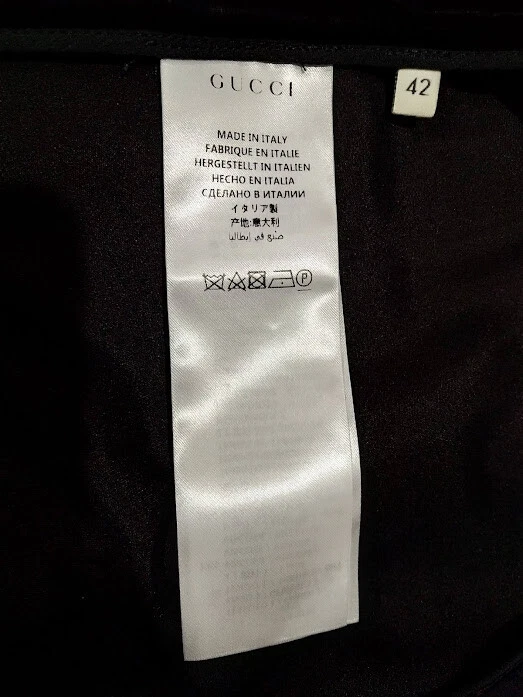 GUCCI
42
MADE IN ITALY
FABRIQUE EN ITALIE
HERGESTELLT IN ITALIEN
HECHO EN ITALIA
СДЕЛАНО В ИТАЛИИ
イタリア製
产地:意大利
صنع في إيطاليا
P